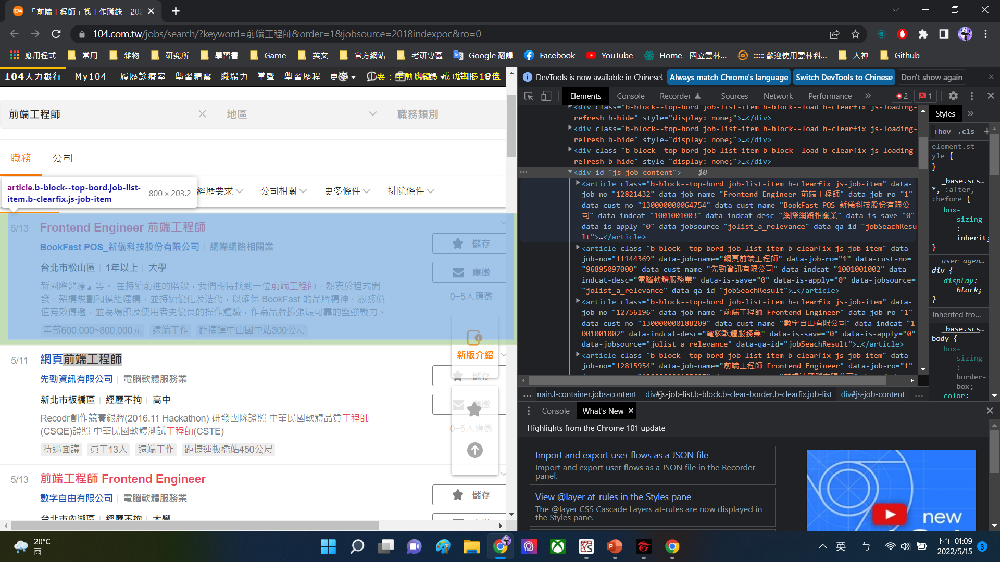 「前端工程師」找工作職缺 - 202
104.com.tw/jobs/search/?keyword=前端工程師&order=1&jobsource=2018indexpoc&ro=0
應用程式 常用 雜物 研究所 學習書 Game 英文 官方網站 考研專區 Google 翻譯 Facebook YouTube Home - 國立雲林... :::::: 歡迎使用雲林科... 大神 Github
104人力銀行 My104 履歷診療室 學習精靈 職場力 掌聲 學習歷程
前端工程師 地區 職務類別
職務 公司
article.b-block--top-bord.job-list-item.b-clearfix.js-job-item 800 × 203.2
經歷要求 公司相關 更多條件 排除條件
5/13 Frontend Engineer 前端工程師
BookFast POS_新儀科技股份有限公司 網際網路相關業
儲存
台北市松山區 1年以上 大學
應徵
新國際醫療』等。 在持續前進的階段，我們期待找到一位前端工程師，熱衷於程式開
發、架構規劃和模組建構，並持續優化及迭代，以確保 BookFast 的品牌精神、服務價
值有效傳遞，並為場館及使用者更優良的操作體驗，作為品牌擴張最可靠的堅強戰力。
0~5人應徵
年薪600,000~800,000元 遠端工作 距捷運中山國中站300公尺
新版介紹
5/11 網頁前端工程師
先勁資訊有限公司 電腦軟體服務業
儲存
新北市板橋區 經歷不拘 高中
應徵
Recodr創作競賽銀牌(2016.11 Hackathon) 研發團隊證照 中華民國軟體品質工程師
(CSQE)證照 中華民國軟體測試工程師(CSTE)
0~5人應徵
待遇面議 員工13人 遠端工作 距捷運板橋站450公尺
5/13 前端工程師 Frontend Engineer
數字自由有限公司 電腦軟體服務業
儲存
台北市內湖區 經歷不拘 大學
DevTools is now available in Chinese! Always match Chrome's language Switch DevTools to Chinese Don't show again
Elements Console Recorder Sources Network Performance 2 1
<div class="b-block--top-bord job-list-item b-block--load b-clearfix js-loading-
refresh b-hide" style="display: none;">…</div>
<div class="b-block--top-bord job-list-item b-block--load b-clearfix js-loading-
refresh b-hide" style="display: none;">…</div>
<div class="b-block--top-bord job-list-item b-block--load b-clearfix js-loading-
refresh b-hide" style="display: none;">…</div>
<div id="js-job-content"> == $0
<article class="b-block--top-bord job-list-item b-clearfix js-job-item" data-
job-no="12821432" data-job-name="Frontend Engineer 前端工程師" data-job-ro="1"
data-cust-no="130000000064754" data-cust-name="BookFast POS_新儀科技股份有限公
司" data-indcat="1001001003" data-indcat-desc="網際網路相關業" data-is-save="0"
data-is-apply="0" data-jobsource="jolist_a_relevance" data-qa-id="jobSeachResu
lt">…</article>
<article class="b-block--top-bord job-list-item b-clearfix js-job-item" data-
job-no="11144369" data-job-name="網頁前端工程師" data-job-ro="1" data-cust-no=
"96895097000" data-cust-name="先勁資訊有限公司" data-indcat="1001001002" data-
indcat-desc="電腦軟體服務業" data-is-save="0" data-is-apply="0" data-jobsource=
"jolist_a_relevance" data-qa-id="jobSeachResult">…</article>
<article class="b-block--top-bord job-list-item b-clearfix js-job-item" data-
job-no="12756196" data-job-name="前端工程師 Frontend Engineer" data-job-ro="1"
data-cust-no="130000000188209" data-cust-name="數字自由有限公司" data-indcat="1
001001002" data-indcat-desc="電腦軟體服務業" data-is-save="0" data-is-apply="0"
data-jobsource="jolist_a_relevance" data-qa-id="jobSeachResult">…</article>
<article class="b-block--top-bord job-list-item b-clearfix js-job-item" data-
job-no="12815954" data-job-name="前端工程師 Frontend Engineer" data-job-ro="1"
... main.l-container.jobs-content div#js-job-list.b-block.b-clear-border.b-clearfix.job-list div#js-job-content ...
Styles
:hov .cls +
element.st
yle {
}
_base.scs…
*, :after,
:before {
box-
sizing
:
inherit;
}
user agen…
div {
display:
block;
}
Inherited fro…
_base.scs…
body {
box-
sizing
:
border-
box;
color:
Console What's New
Highlights from the Chrome 101 update
Import and export user flows as a JSON file
Import and export user flows as a JSON file in the Recorder
panel.
View @layer at-rules in the Styles pane
The @layer CSS Cascade Layers at-rules are now displayed in
the Styles pane.
new
20°C
雨
英 ㄅ
下午 01:09
2022/5/15
8